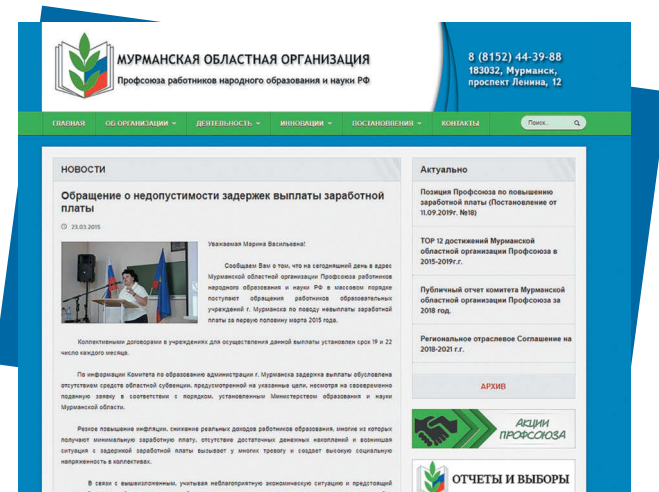 МУРМАНСКАЯ ОБЛАСТНАЯ ОРГАНИЗАЦИЯ
Профсоюза работников народного образования и науки РФ
8 (8152) 44-39-88
183032, Мурманск,
проспект Ленина, 12
ГЛАВНАЯ ОБ ОРГАНИЗАЦИИ ДЕЯТЕЛЬНОСТЬ ИННОВАЦИИ ПОСТАНОВЛЕНИЯ КОНТАКТЫ Поиск...
НОВОСТИ
Обращение о недопустимости задержек выплаты заработной
платы
23.03.2015
Уважаемая Марина Васильевна!
Сообщаем Вам о том, что на сегодняшний день в адрес
Мурманской областной организации Профсоюза работников
народного образования и науки РФ в массовом порядке
поступают обращения работников образовательных
учреждений г. Мурманска по поводу невыплаты заработной
платы за первую половину марта 2015 года.
Коллективными договорами в учреждениях для осуществления данной выплаты установлен срок 19 и 22
число каждого месяца.
По информации Комитета по образованию администрации г. Мурманска задержка выплаты обусловлена
отсутствием средств областной субвенции, предусмотренной на указанные цели, несмотря на своевременно
поданную заявку в соответствии с порядком, установленным Министерством образования и науки
Мурманской области.
Резкое повышение инфляции, снижение реальных доходов работников образования, многие из которых
получают минимальную заработную плату, отсутствие достаточных денежных накоплений и возникшая
ситуация с задержкой заработной платы вызывает у многих тревогу и создает высокую социальную
напряженность в коллективах.
В связи с вышеизложенным, учитывая неблагоприятную экономическую ситуацию и предстоящий
Актуально
Позиция Профсоюза по повышению
заработной платы (Постановление от
11.09.2019г. №18)
TOP 12 достижений Мурманской
областной организации Профсоюза в
2015-2019г.г.
Публичный отчет комитета Мурманской
областной организации Профсоюза за
2018 год.
Региональное отраслевое Соглашение на
2018-2021 г.г.
АРХИВ
АКЦИИ
ПРОФСОЮЗА
ОТЧЕТЫ И ВЫБОРЫ